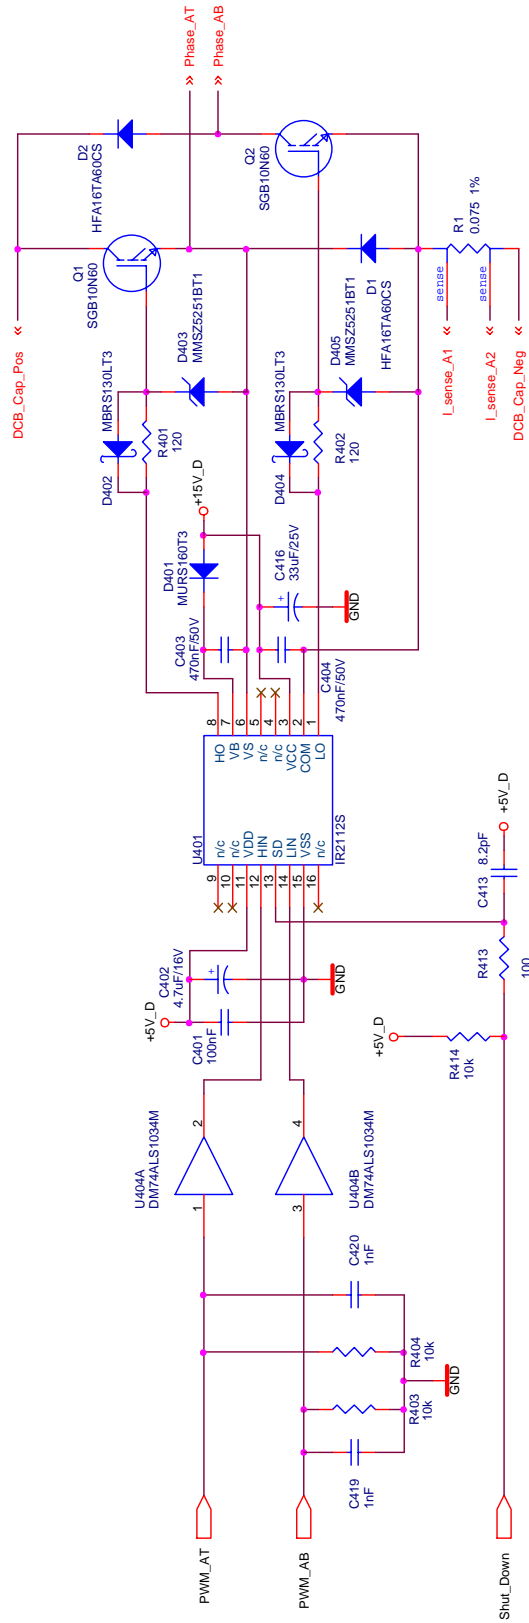 Phase_AT
Phase_AB
D2
HFA16TA60CS
Q2
SGB10N60
Q1
SGB10N60
R1
0.075 1%
sense
sense
DCB_Cap_Pos
D403
MMSZ5251BT1
D405
MMSZ5251BT1
D1
HFA16TA60CS
I_sense_A1
I_sense_A2
DCB_Cap_Neg
MBRS130LT3
D402
R401
120
MBRS130LT3
D404
R402
120
+15V_D
D401
MURS160T3
C416
33uF/25V
+
GND
C403
470nF/50V
C404
470nF/50V
8
7
6
5
4
3
2
1
HO
VB
VS
n/c
n/c
VCC
COM
LO
U401
IR2112S
n/c
n/c
VDD
HIN
SD
LIN
VSS
n/c
9
10
11
12
13
14
15
16
+5V_D
C413
8.2pF
R413
100
C402
4.7uF/16V
+
GND
+5V_D
C401
100nF
+5V_D
R414
10k
U404A
DM74ALS1034M
1
2
U404B
DM74ALS1034M
3
4
C420
1nF
R404
10k
R403
10k
GND
C419
1nF
PWM_AT
PWM_AB
Shut_Down